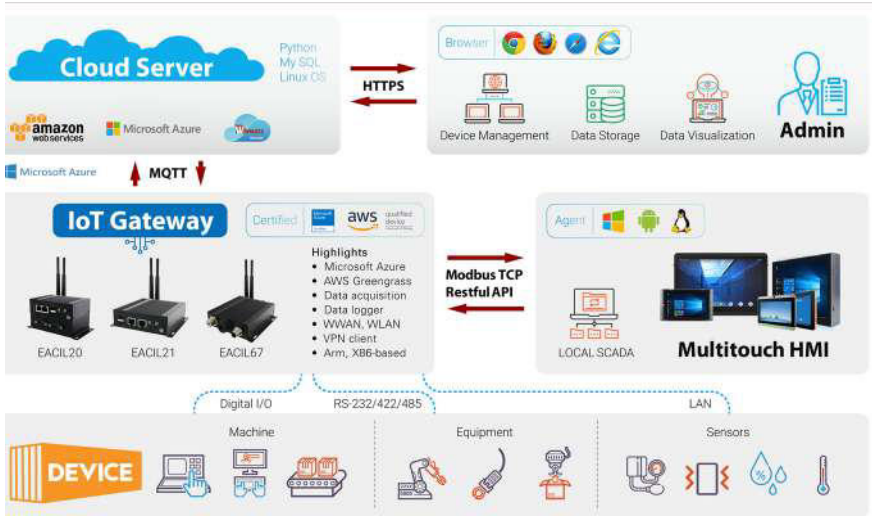 Cloud Server
Python
My SQL
Linux OS
amazon
webservices
Microsoft Azure
HTTPS
Browser
Device Management
Data Storage
Data Visualization
Admin
Microsoft Azure
MQTT
IoT Gateway
Certified
aws
qualified
device
Highlights
• Microsoft Azure
• AWS Greengrass
• Data acquisition
• Data logger
• WWAN, WLAN
• VPN client
• Arm, X86-based
EACIL20
EACIL21
EACIL67
Modbus TCP
Restful API
Agent
LOCAL SCADA
Multitouch HMI
Digital I/O
RS-232/422/485
LAN
DEVICE
Machine
Equipment
Sensors
%